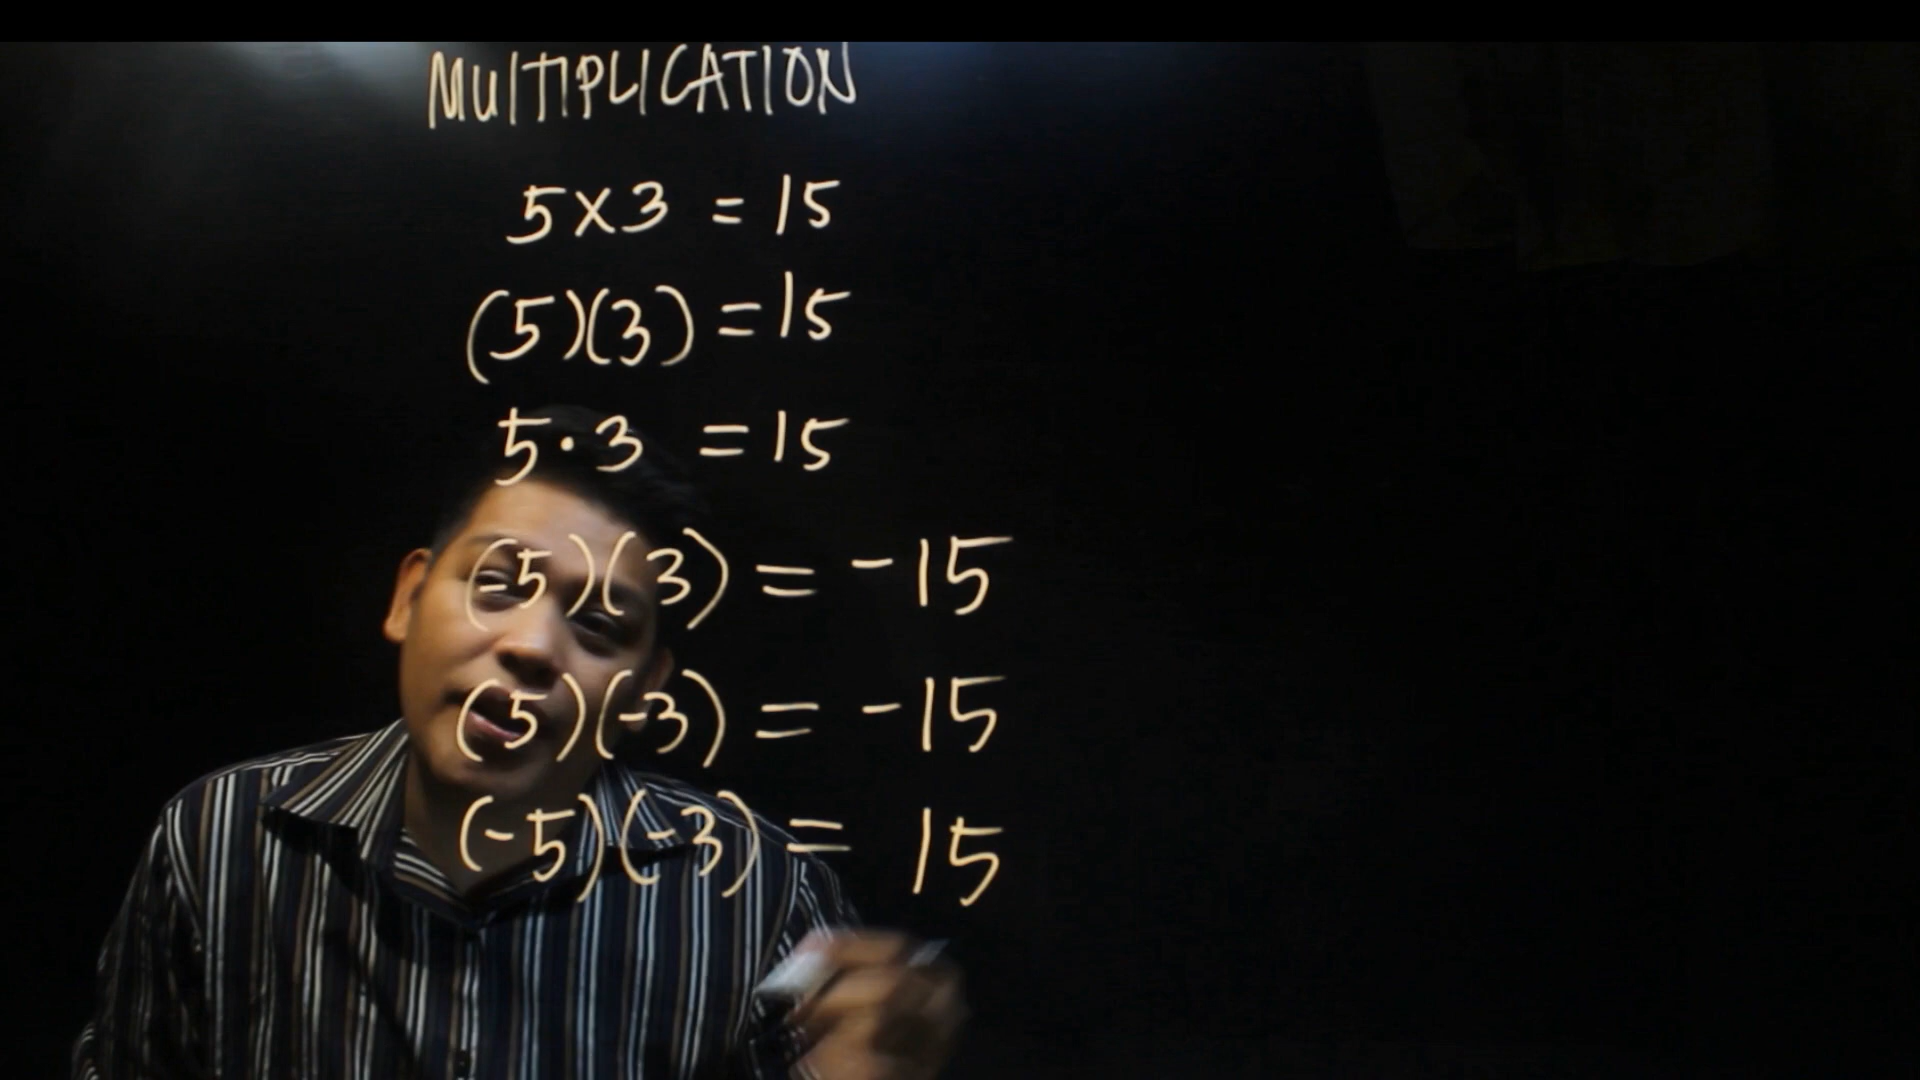 MULTIPLICATION
5×3 = 15
(5)(3) = 15
5·3 = 15
(-5)(3) = -15
(5)(-3) = -15
(-5)(-3) = 15